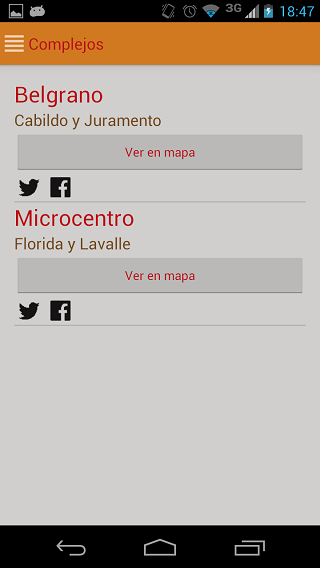 3G 18:47
Complejos
Belgrano
Cabildo y Juramento
Ver en mapa
Microcentro
Florida y Lavalle
Ver en mapa